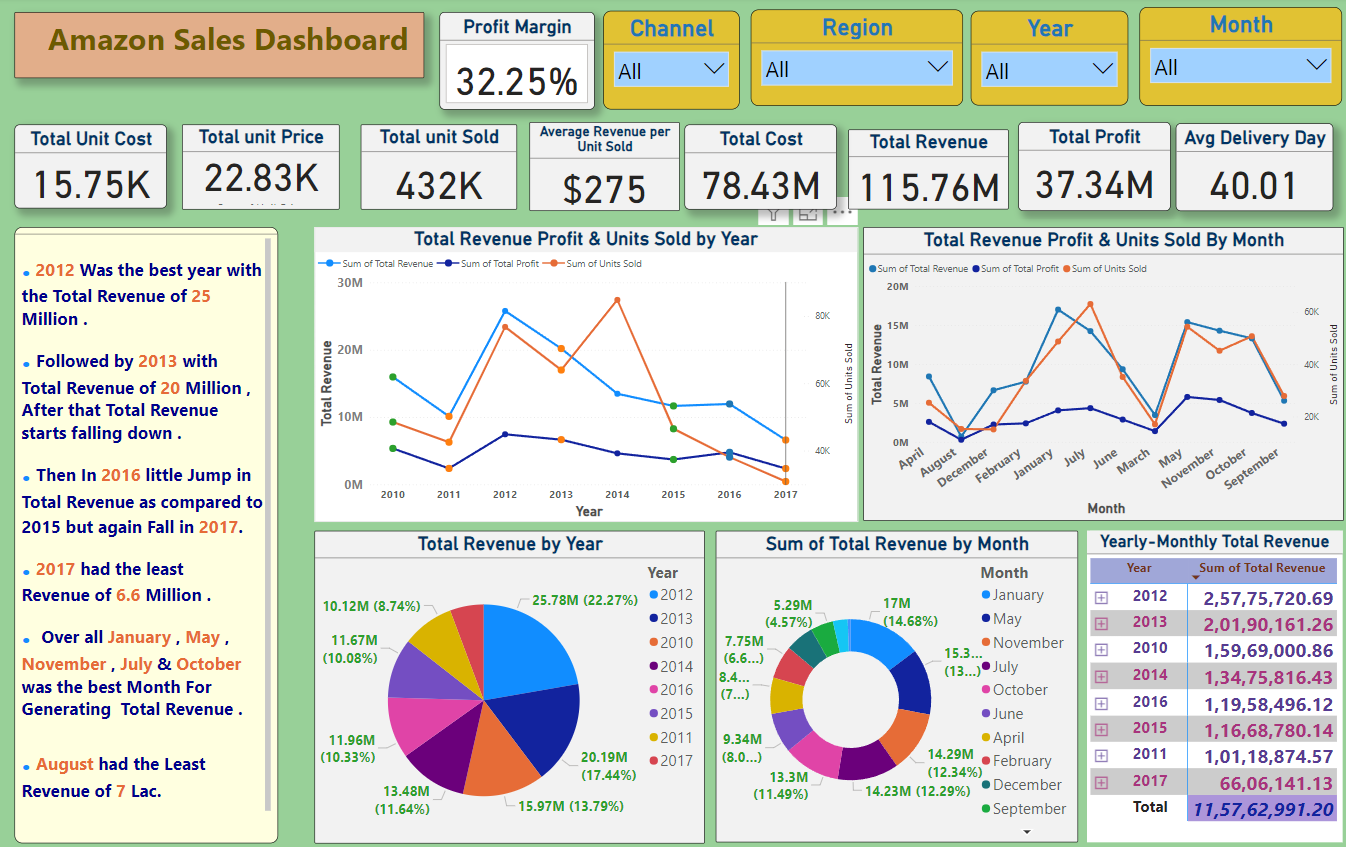 Amazon Sales Dashboard
Profit Margin
32.25%
Channel
All
Region
All
Year
All
Month
All
Total Unit Cost
15.75K
Total unit Price
22.83K
Total unit Sold
432K
Average Revenue per
Unit Sold
$275
Total Cost
78.43M
Total Revenue
115.76M
Total Profit
37.34M
Avg Delivery Day
40.01
• 2012 Was the best year with
the Total Revenue of 25
Million .
• Followed by 2013 with
Total Revenue of 20 Million ,
After that Total Revenue
starts falling down .
• Then In 2016 little Jump in
Total Revenue as compared to
2015 but again Fall in 2017.
• 2017 had the least
Revenue of 6.6 Million .
• Over all January , May ,
November , July & October
was the best Month For
Generating Total Revenue .
• August had the Least
Revenue of 7 Lac.
Total Revenue Profit & Units Sold by Year
Sum of Total Revenue Sum of Total Profit Sum of Units Sold
30M
20M
10M
0M
Total Revenue
80K
60K
40K
Sum of Units Sold
2010 2011 2012 2013 2014 2015 2016 2017
Year
Total Revenue Profit & Units Sold By Month
Sum of Total Revenue Sum of Total Profit Sum of Units Sold
20M
15M
10M
5M
0M
Total Revenue
60K
40K
20K
Sum of Units Sold
April August December February January July June March May November October September
Month
Total Revenue by Year
25.78M (22.27%)
20.19M
(17.44%)
15.97M (13.79%)
13.48M
(11.64%)
11.96M
(10.33%)
11.67M
(10.08%)
10.12M (8.74%)
Year
2012
2013
2010
2014
2016
2015
2011
2017
Sum of Total Revenue by Month
17M
(14.68%)
15.3...
(13...)
14.29M
(12.34%)
14.23M (12.29%)
13.3M
(11.49%)
9.34M
(8.0...)
8.4...
(7...)
7.75M
(6.6...)
5.29M
(4.57%)
Month
January
May
November
July
October
June
April
February
December
September
Yearly-Monthly Total Revenue
Year Sum of Total Revenue
2012 2,57,75,720.69
2013 2,01,90,161.26
2010 1,59,69,000.86
2014 1,34,75,816.43
2016 1,19,58,496.12
2015 1,16,68,780.14
2011 1,01,18,874.57
2017 66,06,141.13
Total 11,57,62,991.20